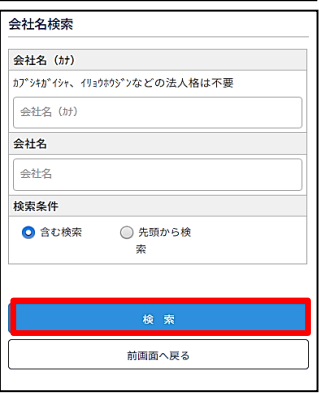 会社名検索
会社名（ｶﾅ）
ｶﾌﾞｼｷｶﾞｲｼｬ、ｲﾘｮｳﾎｳｼﾞﾝなどの法人格は不要
会社名（ｶﾅ）
会社名
会社名
検索条件
含む検索
先頭から検
索
検　索
前画面へ戻る